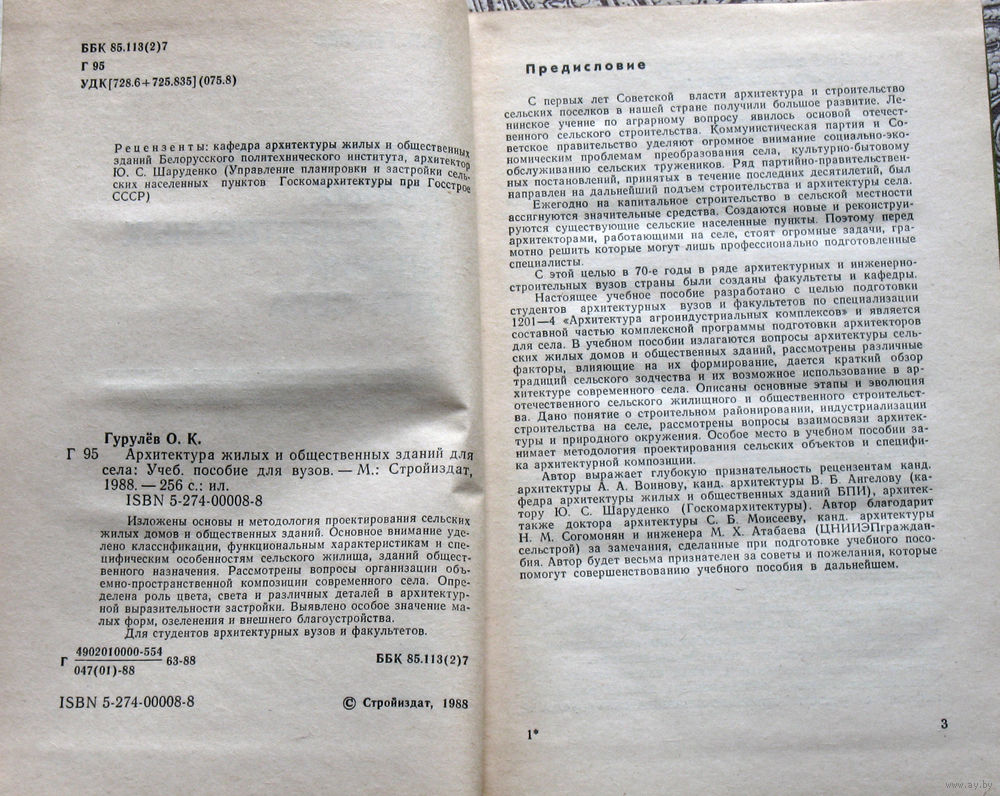 ББК 85.113(2)7
Г 95
УДК[728.6+725.835](075.8)
Рецензенты: кафедра архитектуры жилых и общественных
зданий Белорусского политехнического института, архитектор
Ю. С. Шаруденко (Управление планировки и застройки сель-
ских населенных пунктов Госкомархитектуры при Госстрое
СССР)
Гурулёв О. К.
Г 95 Архитектура жилых и общественных зданий для
села: Учеб. пособие для вузов. — М.: Стройиздат,
1988. — 256 с.: ил.
ISBN 5-274-00008-8
Изложены основы и методология проектирования сельских
жилых домов и общественных зданий. Основное внимание уде-
лено классификации, функциональным характеристикам и спе-
цифическим особенностям сельского жилища, зданий общест-
венного назначения. Рассмотрены вопросы организации объ-
емно-пространственной композиции современного села. Опре-
делена роль цвета, света и различных деталей в архитектур-
ной выразительности застройки. Выявлено особое значение ма-
лых форм, озеленения и внешнего благоустройства.
Для студентов архитектурных вузов и факультетов.
4902010000-554
Г 63-88
047(01)-88
ББК 85.113(2)7
ISBN 5-274-00008-8
© Стройиздат, 1988
Предисловие
С первых лет Советской власти архитектура и строительство
сельских поселков в нашей стране получили большое развитие. Ле-
нинское учение по аграрному вопросу явилось основой отечест-
венного сельского строительства. Коммунистическая партия и Со-
ветское правительство уделяют огромное внимание социально-эко-
номическим проблемам преобразования села, культурно-бытовому
обслуживанию сельских тружеников. Ряд партийно-правительствен-
ных постановлений, принятых в течение последних десятилетий, был
направлен на дальнейший подъем строительства и архитектуры села.
Ежегодно на капитальное строительство в сельской местности
ассигнуются значительные средства. Создаются новые и реконструи-
руются существующие сельские населенные пункты. Поэтому перед
архитекторами, работающими на селе, стоят огромные задачи, гра-
мотно решить которые могут лишь профессионально подготовленные
специалисты.
С этой целью в 70-е годы в ряде архитектурных и инженерно-
строительных вузов страны были созданы факультеты и кафедры.
Настоящее учебное пособие разработано с целью подготовки
студентов архитектурных вузов и факультетов по специализации
1201—4 «Архитектура агроиндустриальных комплексов» и является
составной частью комплексной программы подготовки архитекторов
для села. В учебном пособии излагаются вопросы архитектуры сель-
ских жилых домов и общественных зданий, рассмотрены различные
факторы, влияющие на их формирование, дается краткий обзор
традиций сельского зодчества и их возможное использование в ар-
хитектуре современного села. Описаны основные этапы и эволюция
отечественного сельского жилищного и общественного строительст-
ва. Дано понятие о строительном районировании, индустриализации
строительства на селе, рассмотрены вопросы взаимосвязи архитек-
туры и природного окружения. Особое место в учебном пособии за-
нимает методология проектирования сельских объектов и специфи-
ка архитектурной композиции.
Автор выражает глубокую признательность рецензентам канд.
архитектуры А. А. Воинову, канд. архитектуры В. Б. Ангелову (ка-
федра архитектуры жилых и общественных зданий БПИ), архитек-
тору Ю. С. Шаруденко (Госкомархитектуры). Автор благодарит
также доктора архитектуры С. Б. Моисееву, канд. архитектуры
Н. М. Согомонян и инженера М. Х. Атабаева (ЦНИИЭПграждан-
сельстрой) за замечания, сделанные при подготовке учебного посо-
бия. Автор будет весьма признателен за советы и пожелания, которые
помогут совершенствованию учебного пособия в дальнейшем.
1*
3
www.ay.by